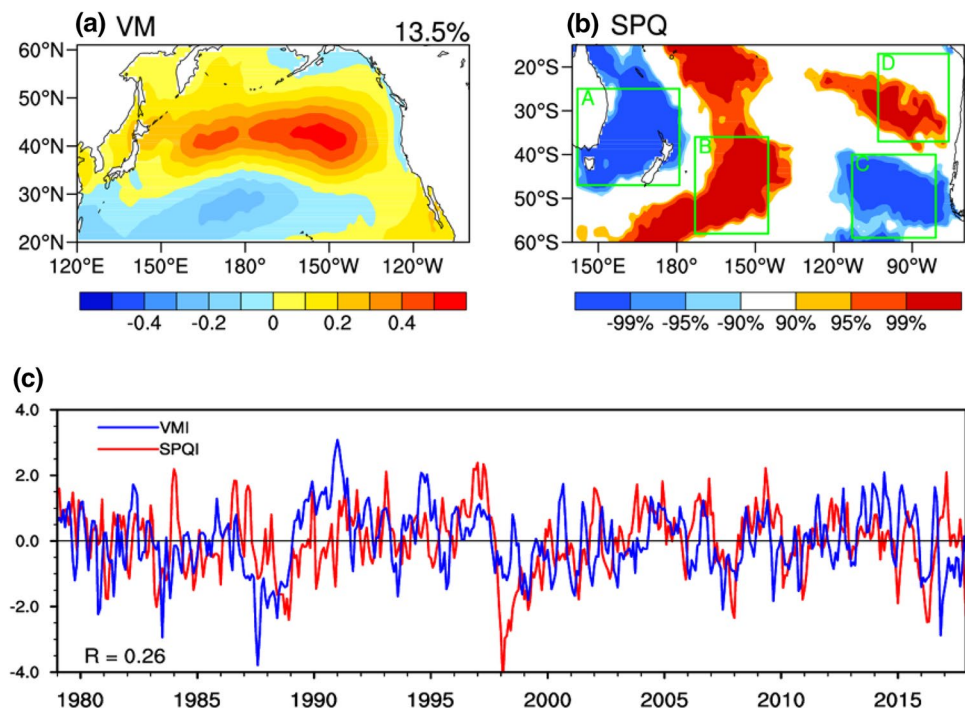 (a) VM 13.5%
60°N
50°N
40°N
30°N
20°N
120°E 150°E 180° 150°W 120°W
-0.4 -0.2 0 0.2 0.4
(b) SPQ
20°S
30°S
40°S
50°S
60°S
A
B
C
D
150°E 180° 150°W 120°W 90°W
-99% -95% -90% 90% 95% 99%
(c)
4.0
2.0
0.0
-2.0
-4.0
VMI
SPQI
R = 0.26
1980 1985 1990 1995 2000 2005 2010 2015